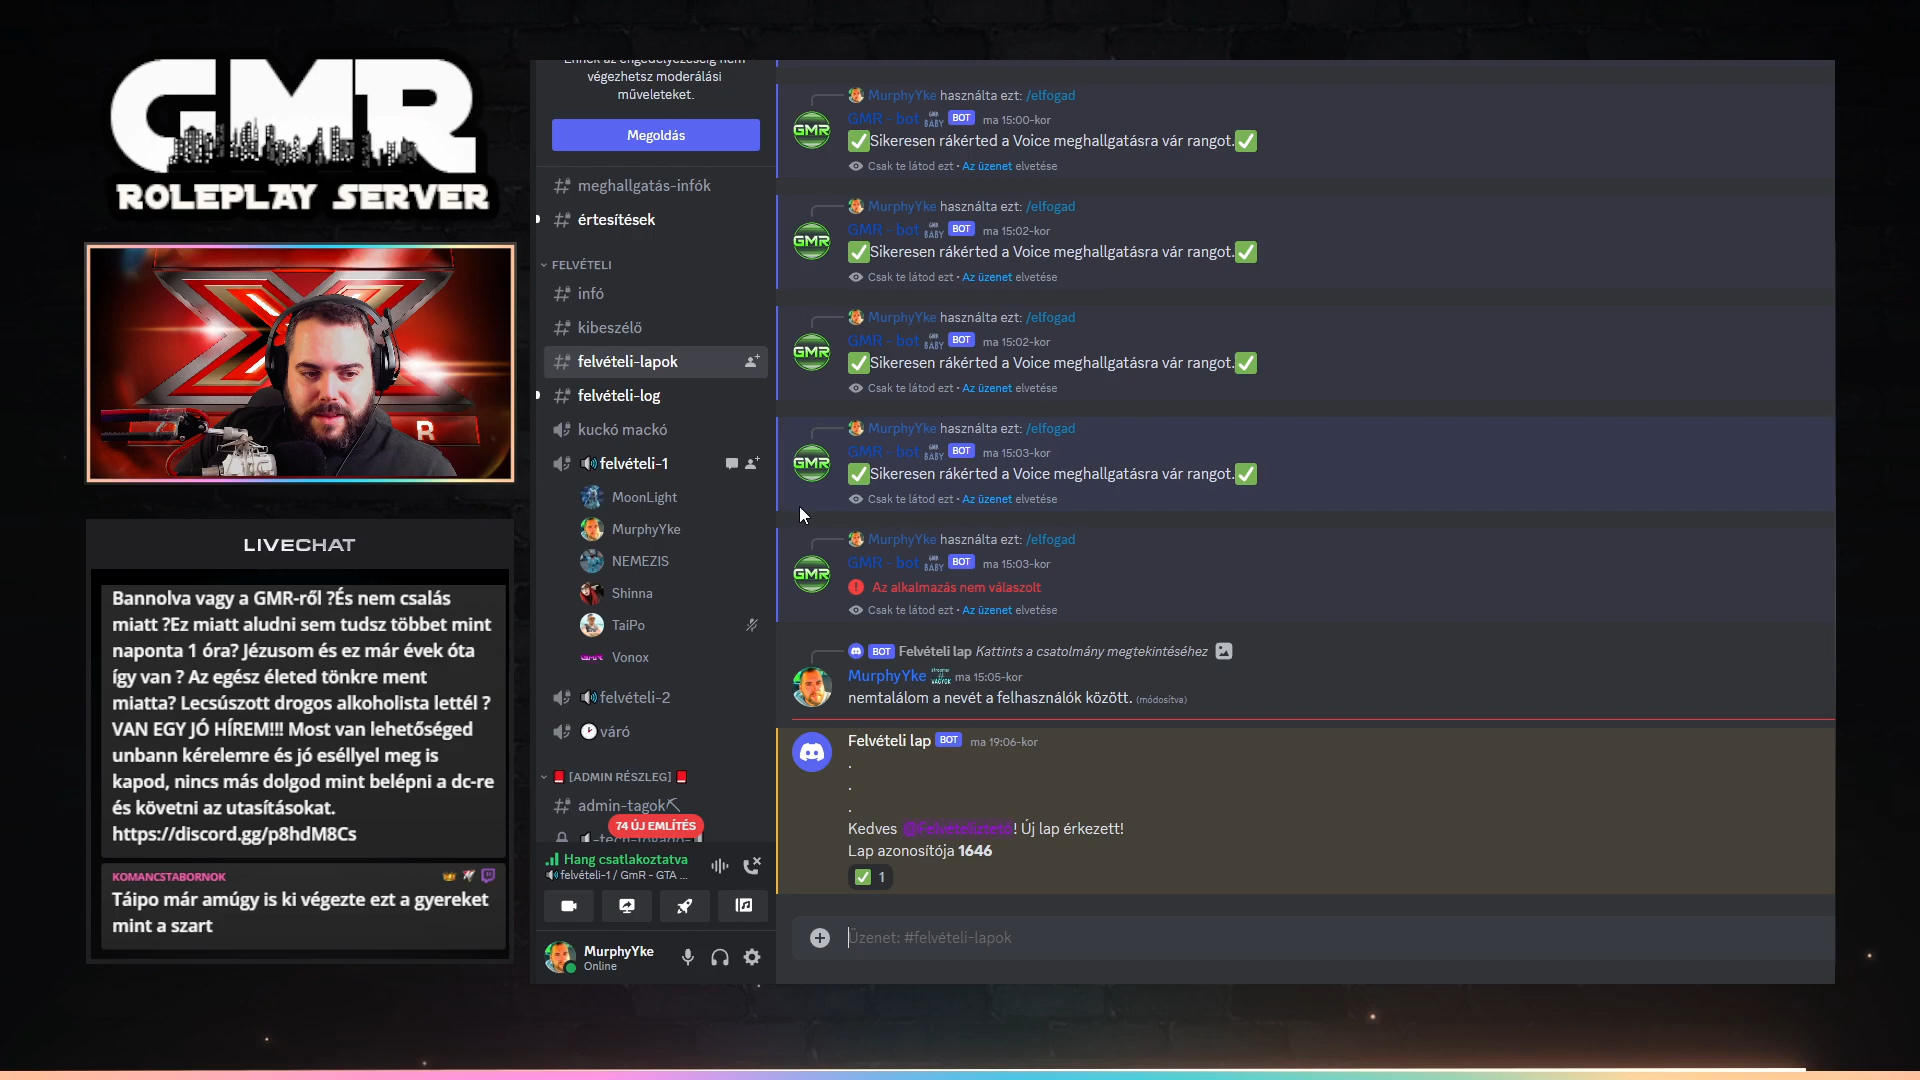 GMR
ROLEPLAY SERVER
R
LIVECHAT
Bannolva vagy a GMR-ről ?És nem csalás
miatt ?Ez miatt aludni sem tudsz többet mint
naponta 1 óra? Jézusom és ez már évek óta
így van ? Az egész életed tönkre ment
miatta? Lecsúszott drogos alkoholista lettél ?
VAN EGY JÓ HÍREM!!! Most van lehetőséged
unbann kérelemre és jó eséllyel meg is
kapod, nincs más dolgod mint belépni a dc-re
és követni az utasításokat.
https://discord.gg/p8hdM8Cs
KOMANCSTABORNOK
Táipo már amúgy is ki végezte ezt a gyereket
mint a szart
végezhetsz moderálási
műveleteket.
Megoldás
meghallgatás-infók
értesítések
FELVÉTELI
infó
kibeszélő
felvételi-lapok
felvételi-log
kuckó mackó
felvételi-1
MoonLight
MurphyYke
NEMEZIS
Shinna
TaiPo
Vonox
felvételi-2
váró
[ADMIN RÉSZLEG]
admin-tagok
74 ÚJ EMLÍTÉS
Hang csatlakoztatva
felvételi-1 / GmR - GTA ...
MurphyYke
Online
MurphyYke használta ezt: /elfogad
GMR - bot GMR BABY BOT ma 15:00-kor
Sikeresen rákérted a Voice meghallgatásra vár rangot.
Csak te látod ezt • Az üzenet elvetése
MurphyYke használta ezt: /elfogad
GMR - bot GMR BABY BOT ma 15:02-kor
Sikeresen rákérted a Voice meghallgatásra vár rangot.
Csak te látod ezt • Az üzenet elvetése
MurphyYke használta ezt: /elfogad
GMR - bot GMR BABY BOT ma 15:02-kor
Sikeresen rákérted a Voice meghallgatásra vár rangot.
Csak te látod ezt • Az üzenet elvetése
MurphyYke használta ezt: /elfogad
GMR - bot GMR BABY BOT ma 15:03-kor
Sikeresen rákérted a Voice meghallgatásra vár rangot.
Csak te látod ezt • Az üzenet elvetése
MurphyYke használta ezt: /elfogad
GMR - bot GMR BABY BOT ma 15:03-kor
Az alkalmazás nem válaszolt
Csak te látod ezt • Az üzenet elvetése
BOT Felvételi lap Kattints a csatolmány megtekintéséhez
MurphyYke ma 15:05-kor
nemtalálom a nevét a felhasználók között. (módosítva)
Felvételi lap BOT ma 19:06-kor
.
.
.
Kedves @Felvételiztető! Új lap érkezett!
Lap azonosítója 1646
1
Üzenet: #felvételi-lapok